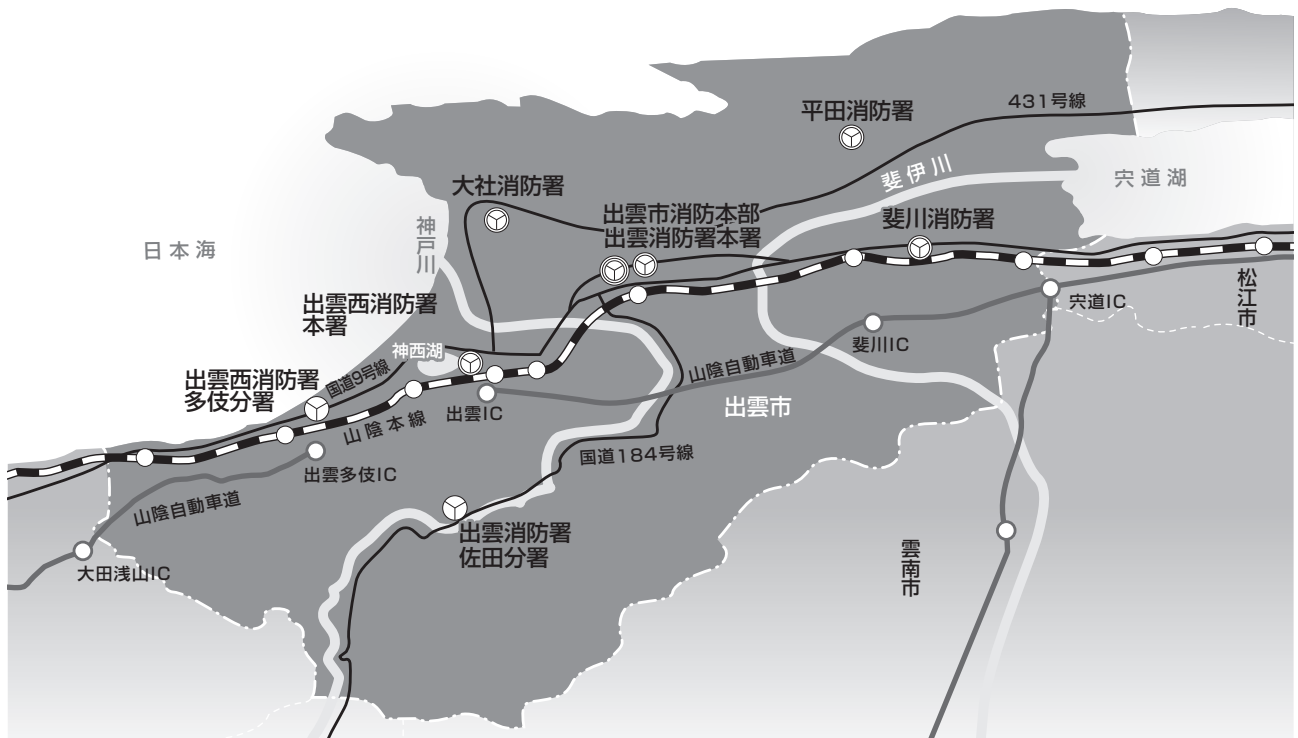 平田消防署
431号線
大社消防署
斐伊川
宍道湖
出雲市消防本部
出雲消防署本署
斐川消防署
神戸川
日本海
松江市
出雲西消防署
本署
宍道IC
神西湖
斐川IC
山陰自動車道
出雲西消防署
多伎分署
国道9号線
出雲IC
出雲市
山陰本線
国道184号線
出雲多伎IC
山陰自動車道
出雲消防署
佐田分署
大田浅山IC
雲南市